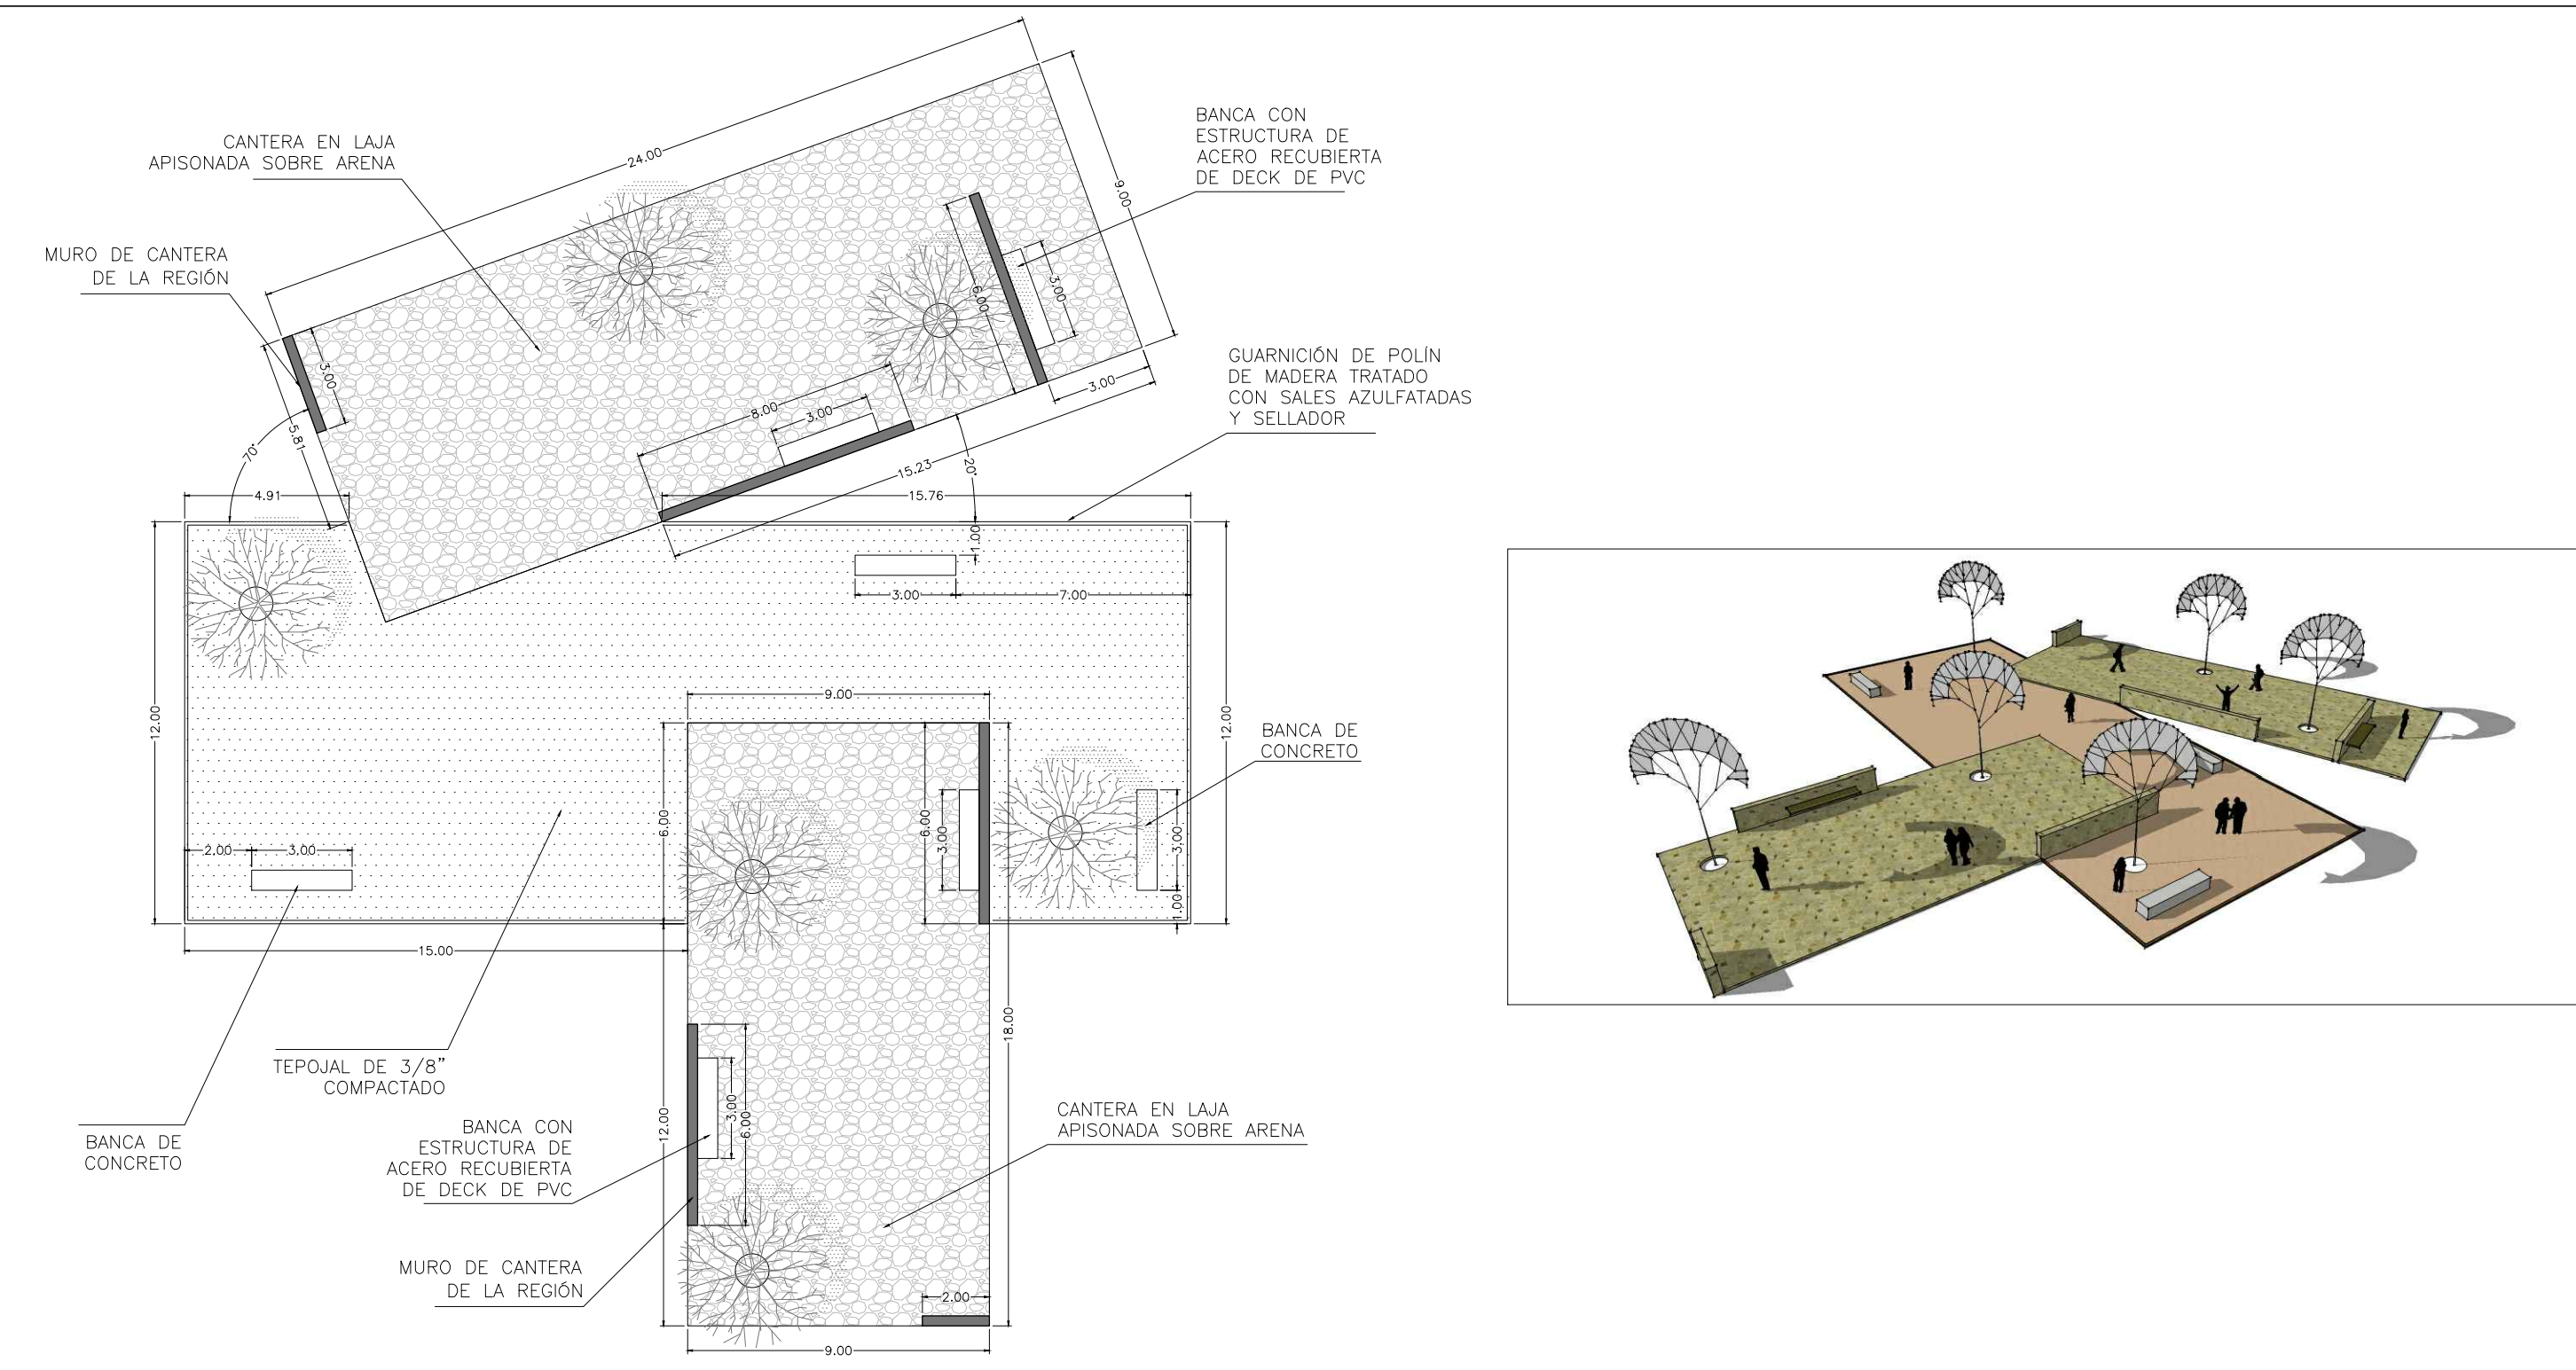 24.00
BANCA CON
ESTRUCTURA DE
ACERO RECUBIERTA
DE DECK DE PVC
CANTERA EN LAJA
APISONADA SOBRE ARENA
9.00
MURO DE CANTERA
DE LA REGIÓN
3.00
6.00
3.00
GUARNICIÓN DE POLÍN
DE MADERA TRATADO
CON SALES AZULFATADAS
Y SELLADOR
3.00
8.00
3.00
5.81
70°
15.23
20°
4.91
15.76
1.00
3.00
7.00
9.00
12.00
12.00
BANCA DE
CONCRETO
6.00
6.00
3.00
3.00
2.00
3.00
1.00
15.00
18.00
TEPOJAL DE 3/8"
COMPACTADO
BANCA DE
CONCRETO
12.00
3.00
6.00
BANCA CON
ESTRUCTURA DE
ACERO RECUBIERTA
DE DECK DE PVC
CANTERA EN LAJA
APISONADA SOBRE ARENA
MURO DE CANTERA
DE LA REGIÓN
2.00
9.00